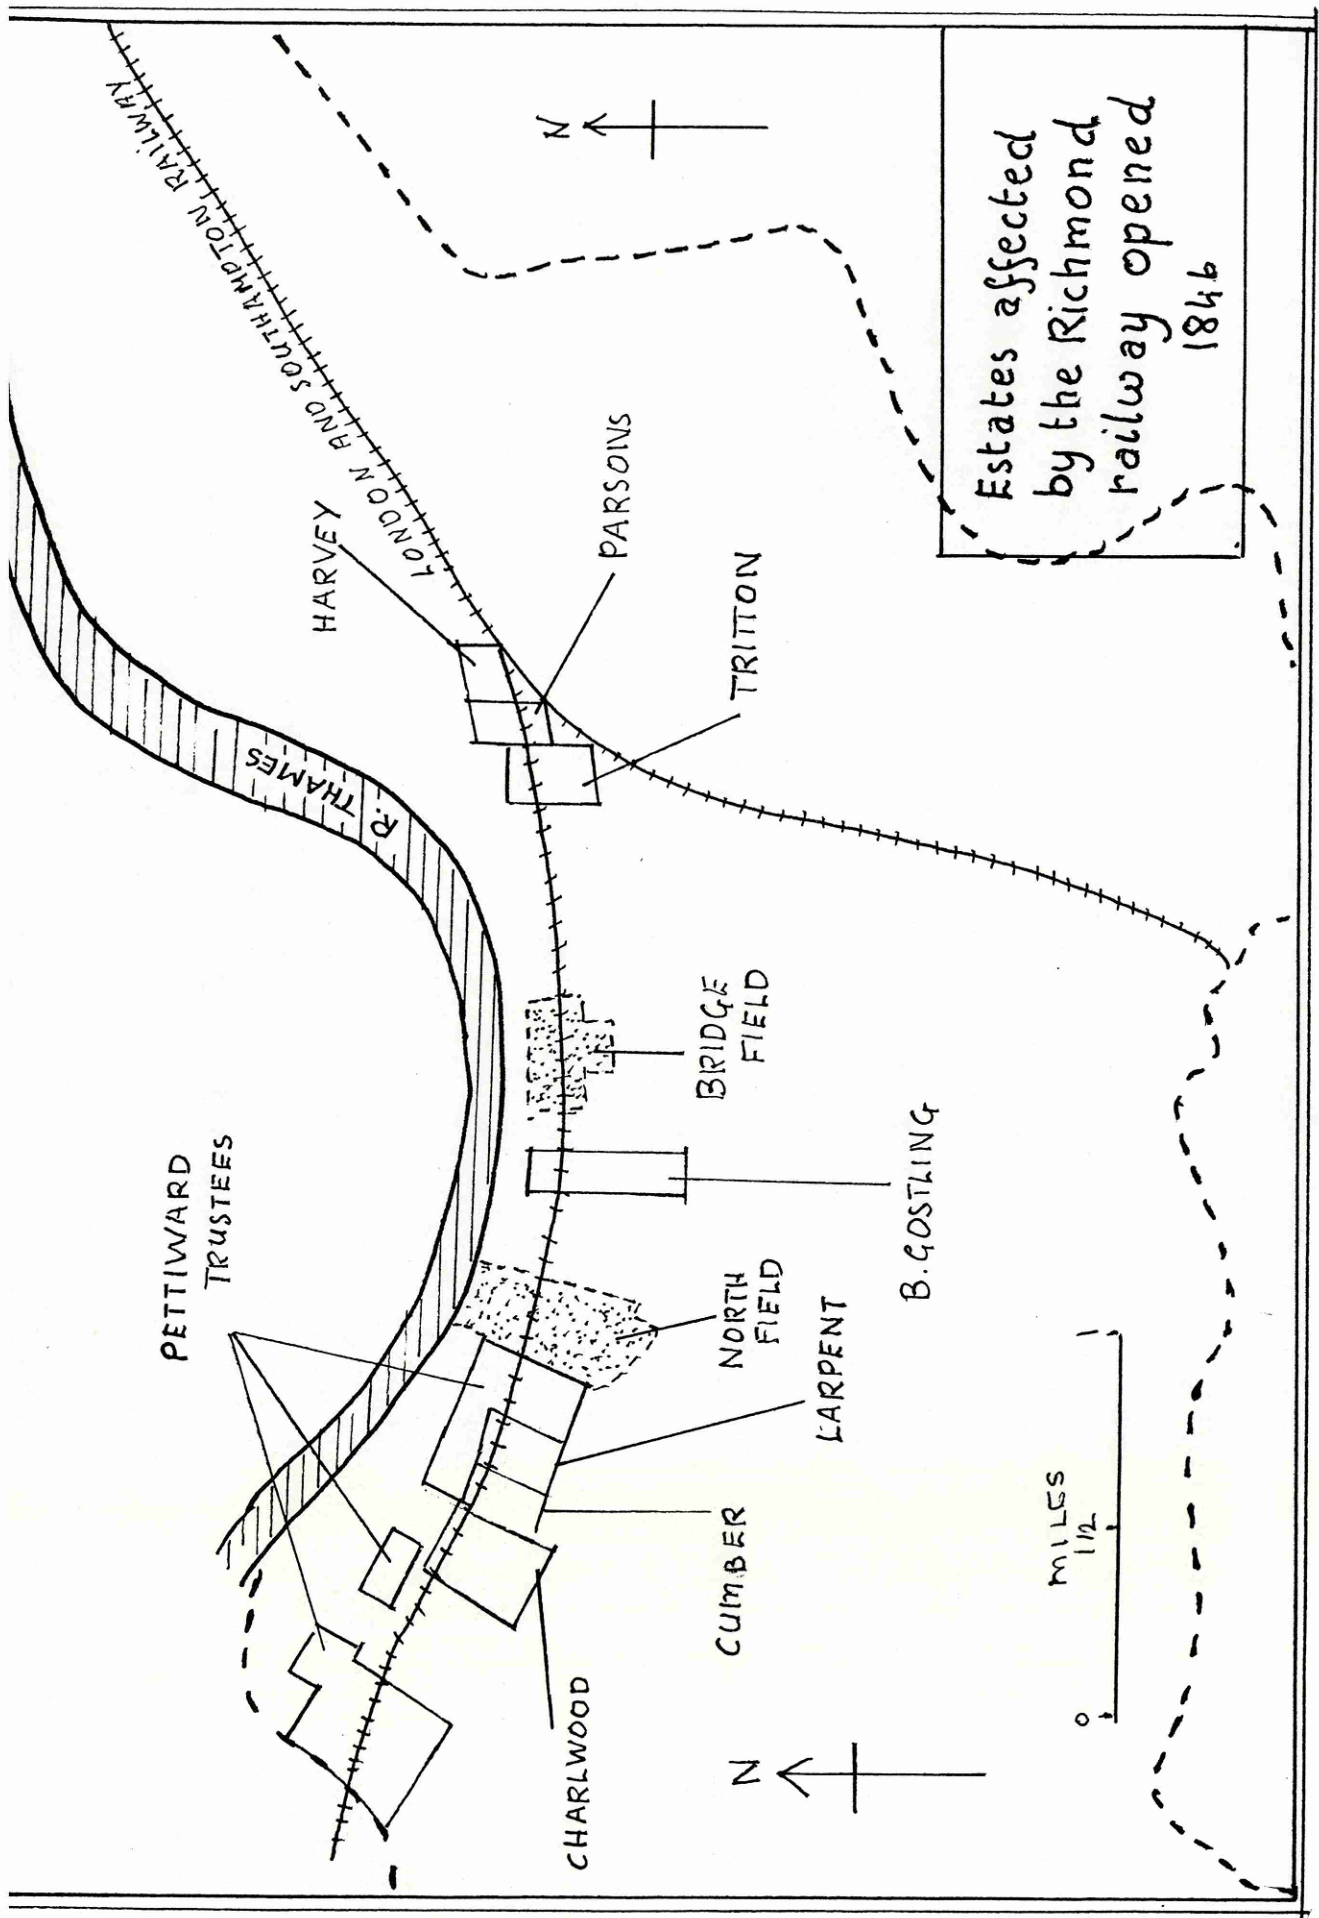 Estates affected
by the Richmond
railway opened
1846
PETTIWARD
TRUSTEES
R. THAMES
HARVEY
LONDON AND SOUTHAMPTON RAILWAY
PARSONS
TRITTON
N
BRIDGE
FIELD
B. GOSTLING
NORTH
FIELD
LARPENT
CUMBER
CHARLWOOD
N
MILES
0 1/2 1